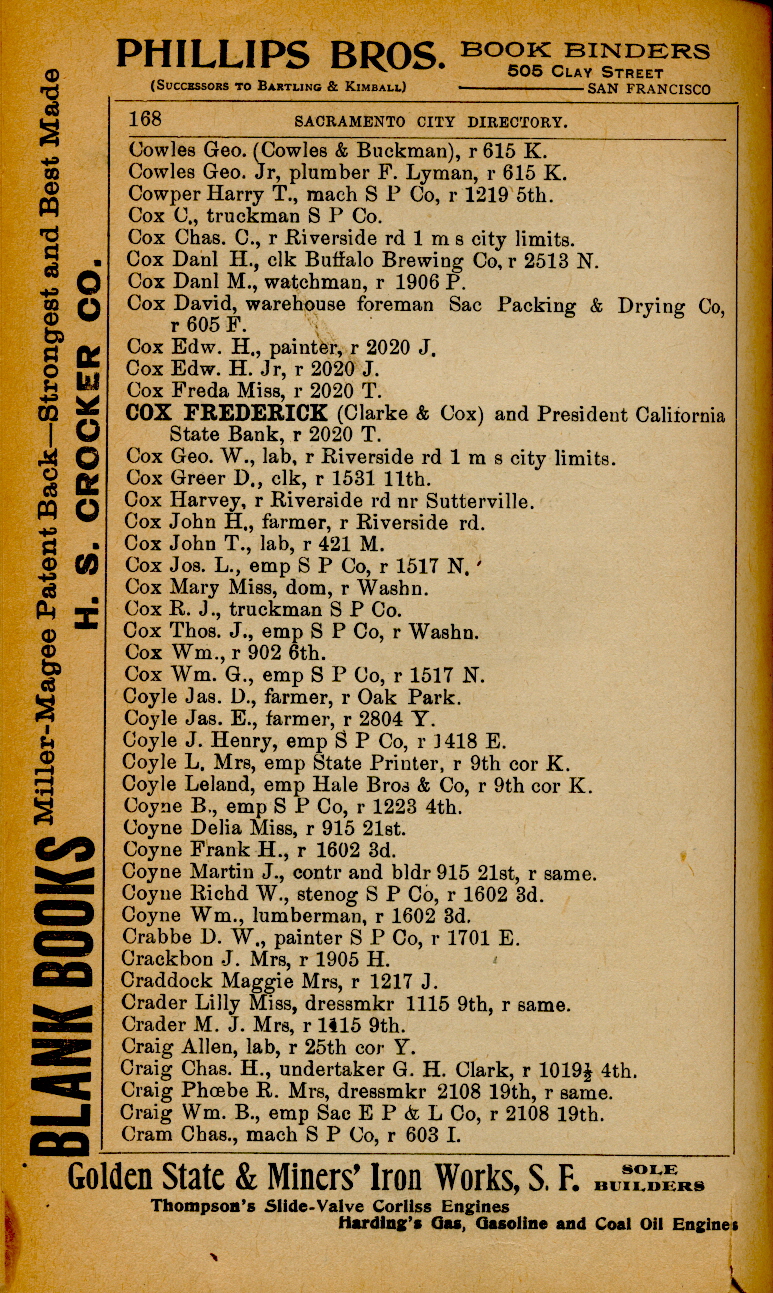 PHILLIPS BROS. BOOK BINDERS
505 CLAY STREET
(SUCCESSORS TO BARTLING & KIMBALL) SAN FRANCISCO
168 SACRAMENTO CITY DIRECTORY.
Cowles Geo. (Cowles & Buckman), r 615 K.
Cowles Geo. Jr, plumber F. Lyman, r 615 K.
Cowper Harry T., mach S P Co, r 1219 5th.
Cox C., truckman S P Co.
Cox Chas. C., r Riverside rd 1 m s city limits.
Cox Danl H., clk Buffalo Brewing Co, r 2513 N.
Cox Danl M., watchman, r 1906 P.
Cox David, warehouse foreman Sac Packing & Drying Co,
r 605 F.
Cox Edw. H., painter, r 2020 J.
Cox Edw. H. Jr, r 2020 J.
Cox Freda Miss, r 2020 T.
COX FREDERICK (Clarke & Cox) and President California
State Bank, r 2020 T.
Cox Geo. W., lab, r Riverside rd 1 m s city limits.
Cox Greer D., clk, r 1531 11th.
Cox Harvey, r Riverside rd nr Sutterville.
Cox John H., farmer, r Riverside rd.
Cox John T., lab, r 421 M.
Cox Jos. L., emp S P Co, r 1517 N.
Cox Mary Miss, dom, r Washn.
Cox R. J., truckman S P Co.
Cox Thos. J., emp S P Co, r Washn.
Cox Wm., r 902 6th.
Cox Wm. G., emp S P Co, r 1517 N.
Coyle Jas. D., farmer, r Oak Park.
Coyle Jas. E., farmer, r 2804 Y.
Coyle J. Henry, emp S P Co, r 1418 E.
Coyle L. Mrs, emp State Printer, r 9th cor K.
Coyle Leland, emp Hale Bros & Co, r 9th cor K.
Coyne B., emp S P Co, r 1223 4th.
Coyne Delia Miss, r 915 21st.
Coyne Frank H., r 1602 3d.
Coyne Martin J., contr and bldr 915 21st, r same.
Coyne Richd W., stenog S P Co, r 1602 3d.
Coyne Wm., lumberman, r 1602 3d.
Crabbe D. W., painter S P Co, r 1701 E.
Crackbon J. Mrs, r 1905 H.
Craddock Maggie Mrs, r 1217 J.
Crader Lilly Miss, dressmkr 1115 9th, r same.
Crader M. J. Mrs, r 1115 9th.
Craig Allen, lab, r 25th cor Y.
Craig Chas. H., undertaker G. H. Clark, r 1019½ 4th.
Craig Phœbe R. Mrs, dressmkr 2108 19th, r same.
Craig Wm. B., emp Sac E P & L Co, r 2108 19th.
Cram Chas., mach S P Co, r 603 I.
BLANK BOOKS Miller-Magee Patent Back—Strongest and Best Made
H. S. CROCKER CO.
Golden State & Miners' Iron Works, S. F. SOLE
BUILDERS
Thompson's Slide-Valve Corliss Engines
Harding's Gas, Gasoline and Coal Oil Engines